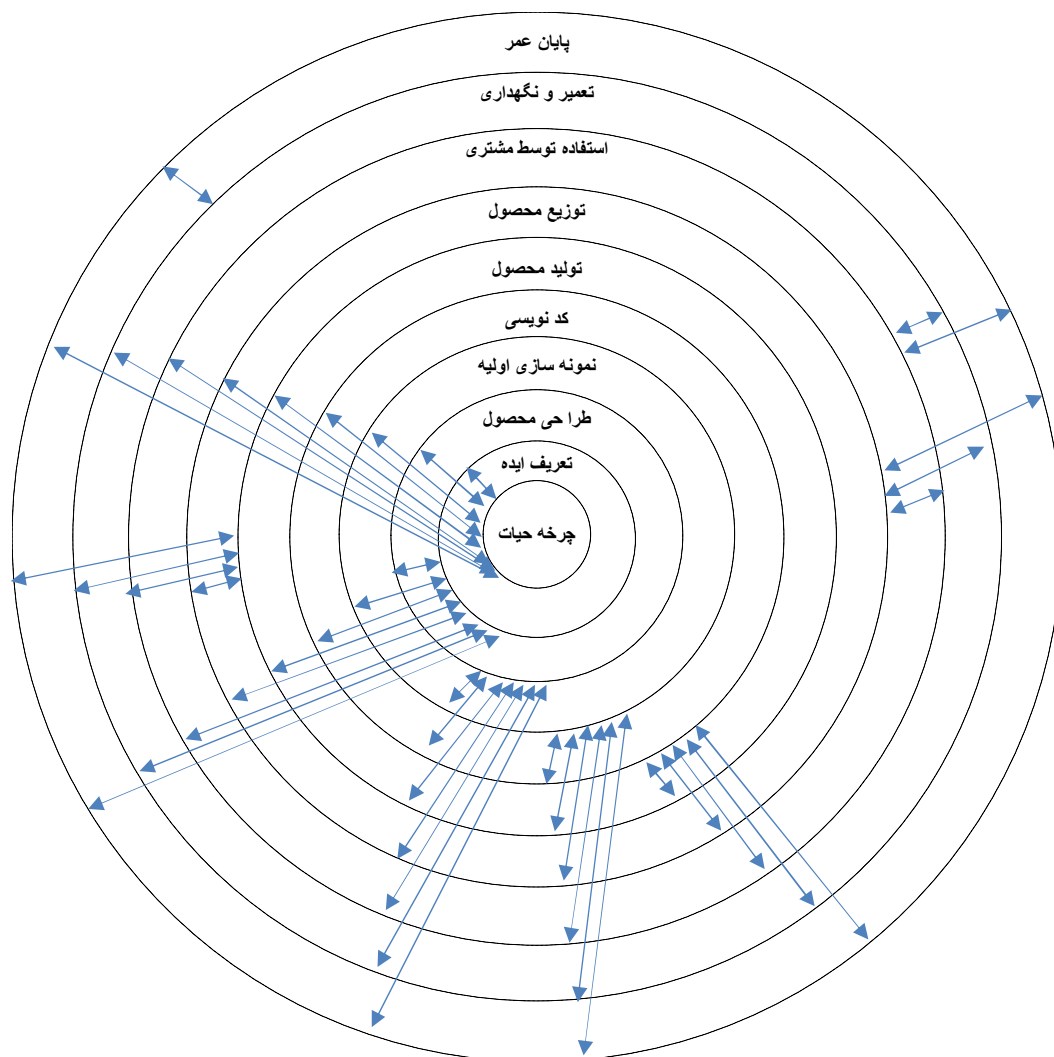 پایان عمر
تعمیر و نگهداری
استفاده توسط مشتری
توزیع محصول
تولید محصول
کد نویسی
نمونه سازی اولیه
طرا حی محصول
تعریف ایده
چرخه حیات